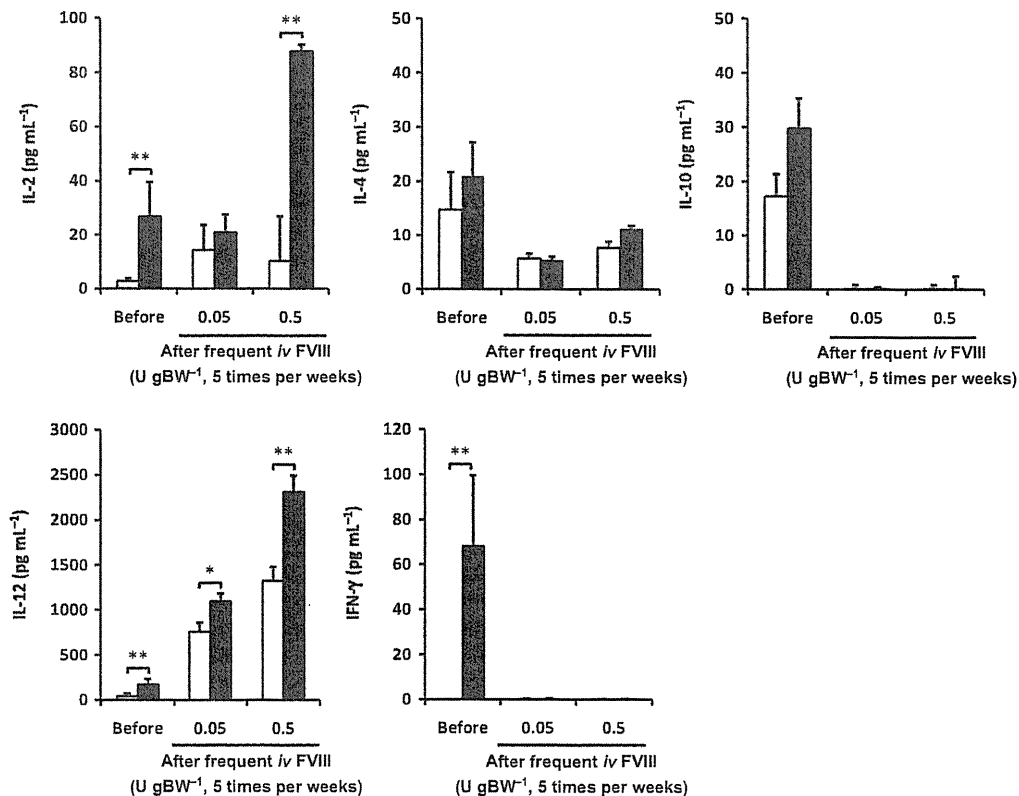 100
80
60
40
20
0
IL-2 (pg mL⁻¹)
**
**
Before
0.05
0.5
After frequent iv FVIII
(U gBW⁻¹, 5 times per weeks)
50
40
30
20
10
0
IL-4 (pg mL⁻¹)
Before
0.05
0.5
After frequent iv FVIII
(U gBW⁻¹, 5 times per weeks)
50
40
30
20
10
0
IL-10 (pg mL⁻¹)
Before
0.05
0.5
After frequent iv FVIII
(U gBW⁻¹, 5 times per weeks)
3000
2500
2000
1500
1000
500
0
IL-12 (pg mL⁻¹)
**
*
**
Before
0.05
0.5
After frequent iv FVIII
(U gBW⁻¹, 5 times per weeks)
120
100
80
60
40
20
0
IFN-γ (pg mL⁻¹)
**
Before
0.05
0.5
After frequent iv FVIII
(U gBW⁻¹, 5 times per weeks)